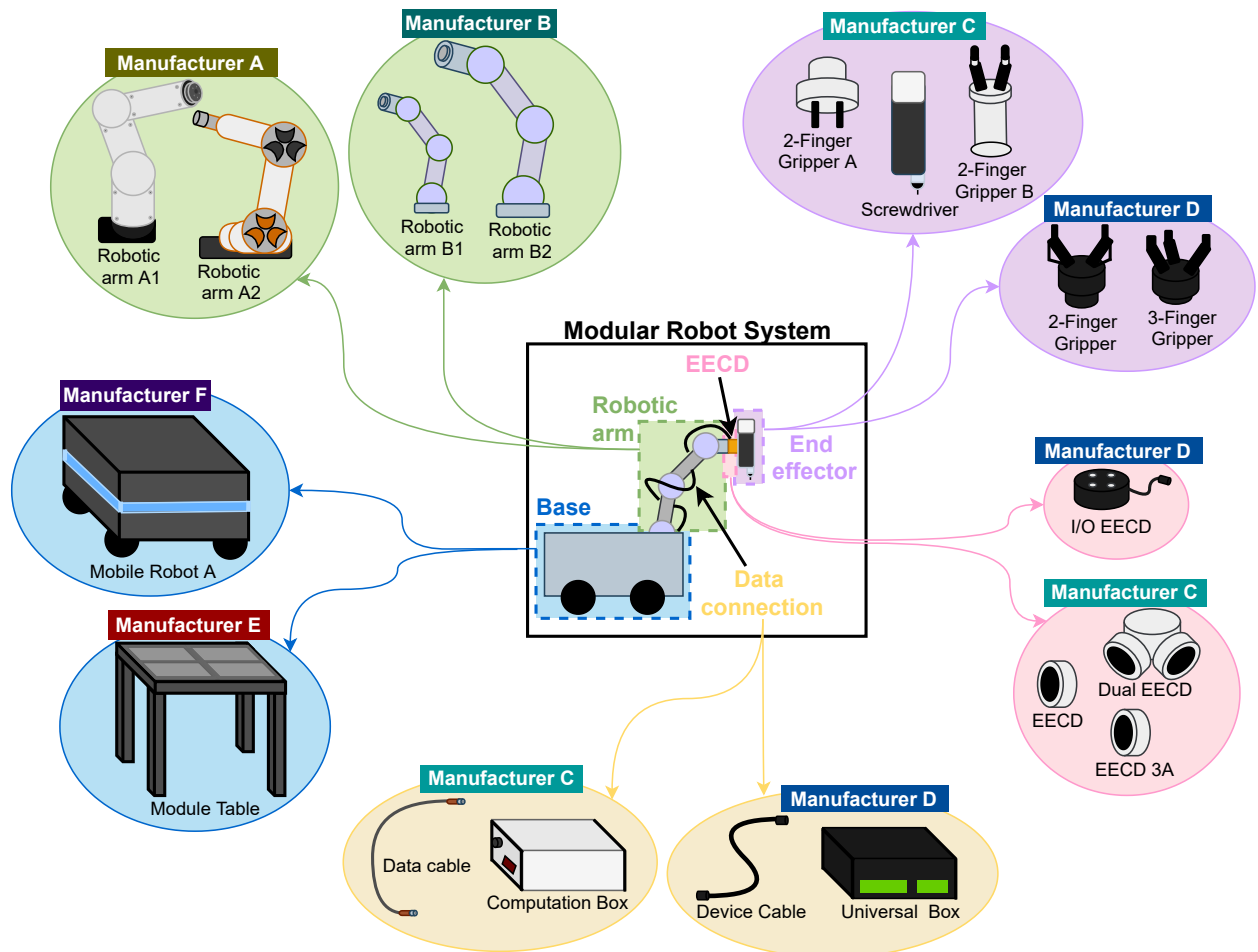 Manufacturer A
Robotic
arm A1
Robotic
arm A2
Manufacturer B
Robotic
arm B1
Robotic
arm B2
Manufacturer C
2-Finger
Gripper A
Screwdriver
2-Finger
Gripper B
Manufacturer D
2-Finger
Gripper
3-Finger
Gripper
Modular Robot System
EECD
Robotic
arm
End
effector
Base
Data
connection
Manufacturer F
Mobile Robot A
Manufacturer E
Module Table
Manufacturer D
I/O EECD
Manufacturer C
Dual EECD
EECD
EECD 3A
Manufacturer C
Data cable
Computation Box
Manufacturer D
Device Cable
Universal Box